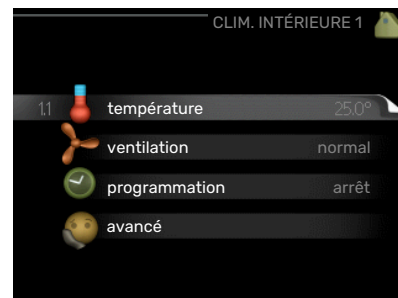 CLIM. INTÉRIEURE 1
1.1 température 25.0°
ventilation normal
programmation arrêt
avancé